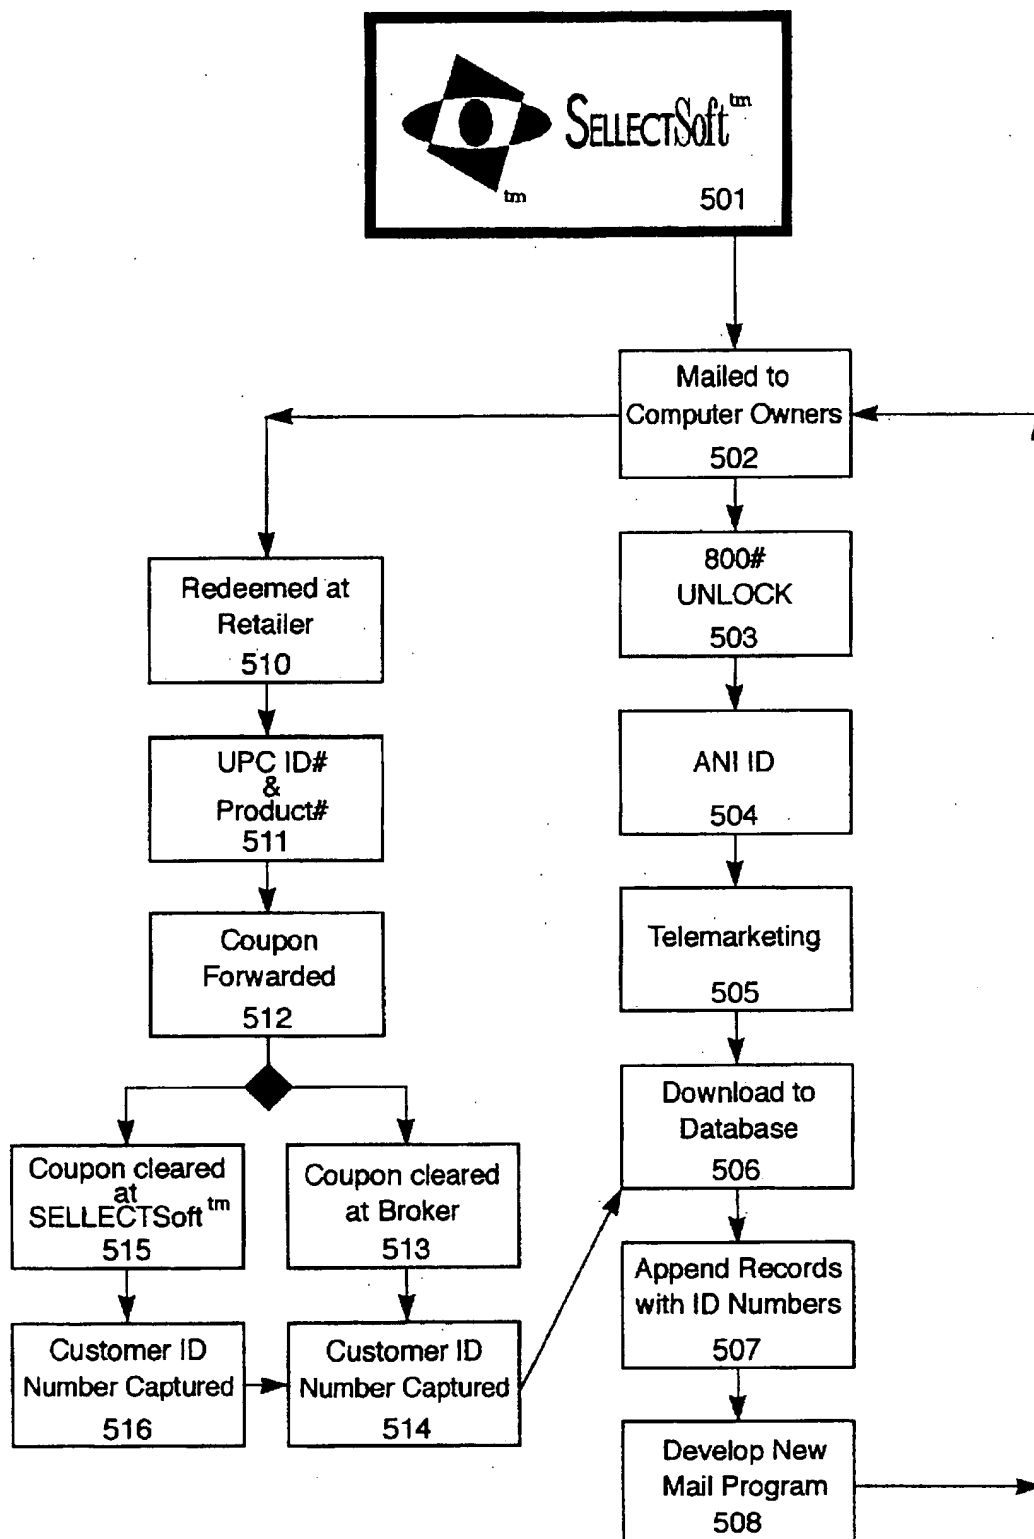 SELLECTSoft tm
tm
501
Mailed to
Computer Owners
502
800#
UNLOCK
503
ANI ID
504
Telemarketing
505
Download to
Database
506
Append Records
with ID Numbers
507
Develop New
Mail Program
508
Redeemed at
Retailer
510
UPC ID#
&
Product#
511
Coupon
Forwarded
512
Coupon cleared
at
SELLECTSoft tm
515
Customer ID
Number Captured
516
Coupon cleared
at Broker
513
Customer ID
Number Captured
514